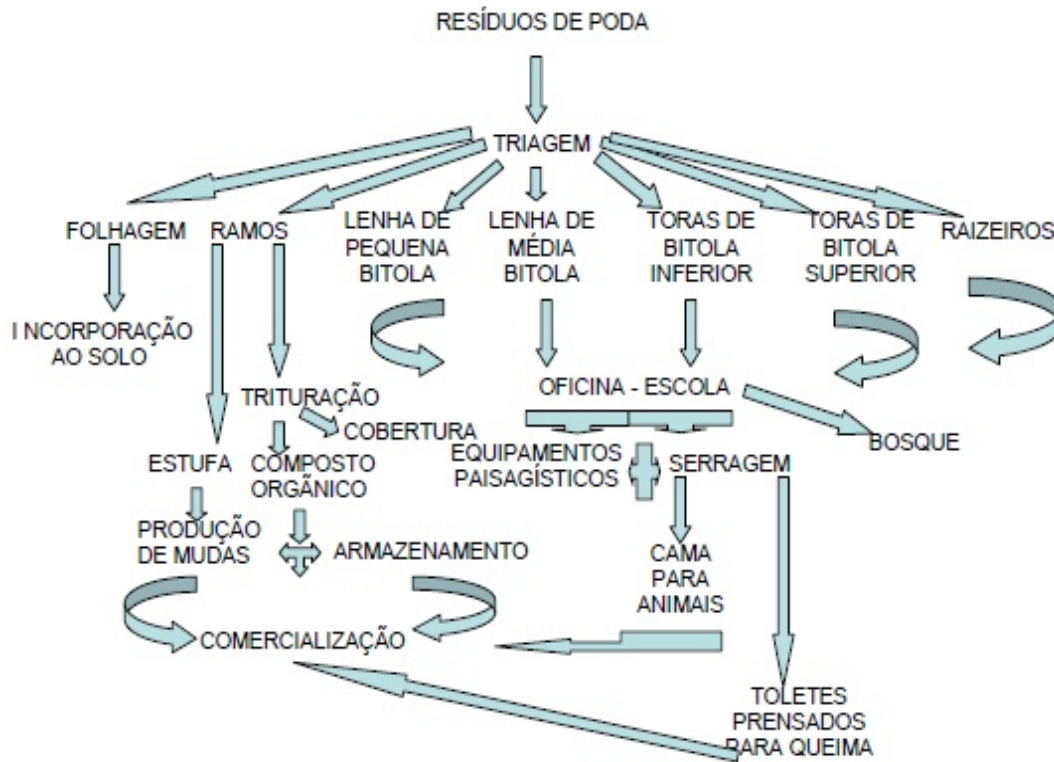 RESÍDUOS DE PODA
TRIAGEM
FOLHAGEM
RAMOS
LENHA DE
PEQUENA
BITOLA
LENHA DE
MÉDIA
BITOLA
TORAS DE
BITOLA
INFERIOR
TORAS DE
BITOLA
SUPERIOR
RAIZEIROS
I NCORPORAÇÃO
AO SOLO
TRITURAÇÃO
COBERTURA
OFICINA - ESCOLA
BOSQUE
ESTUFA
COMPOSTO
ORGÃNICO
EQUIPAMENTOS
PAISAGÍSTICOS
SERRAGEM
PRODUÇÃO
DE MUDAS
ARMAZENAMENTO
CAMA
PARA
ANIMAIS
COMERCIALIZAÇÃO
TOLETES
PRENSADOS
PARA QUEIMA